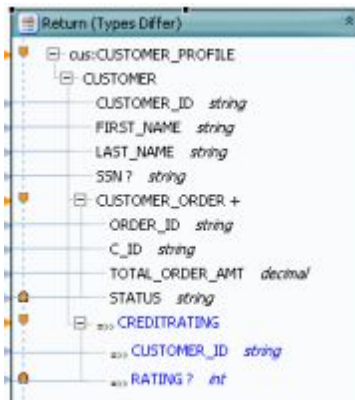 Return (Types Differ)
cus:CUSTOMER_PROFILE
CUSTOMER
CUSTOMER_ID string
FIRST_NAME string
LAST_NAME string
SSN ? string
CUSTOMER_ORDER +
ORDER_ID string
C_ID string
TOTAL_ORDER_AMT decimal
STATUS string
CREDITRATING
CUSTOMER_ID string
RATING ? int